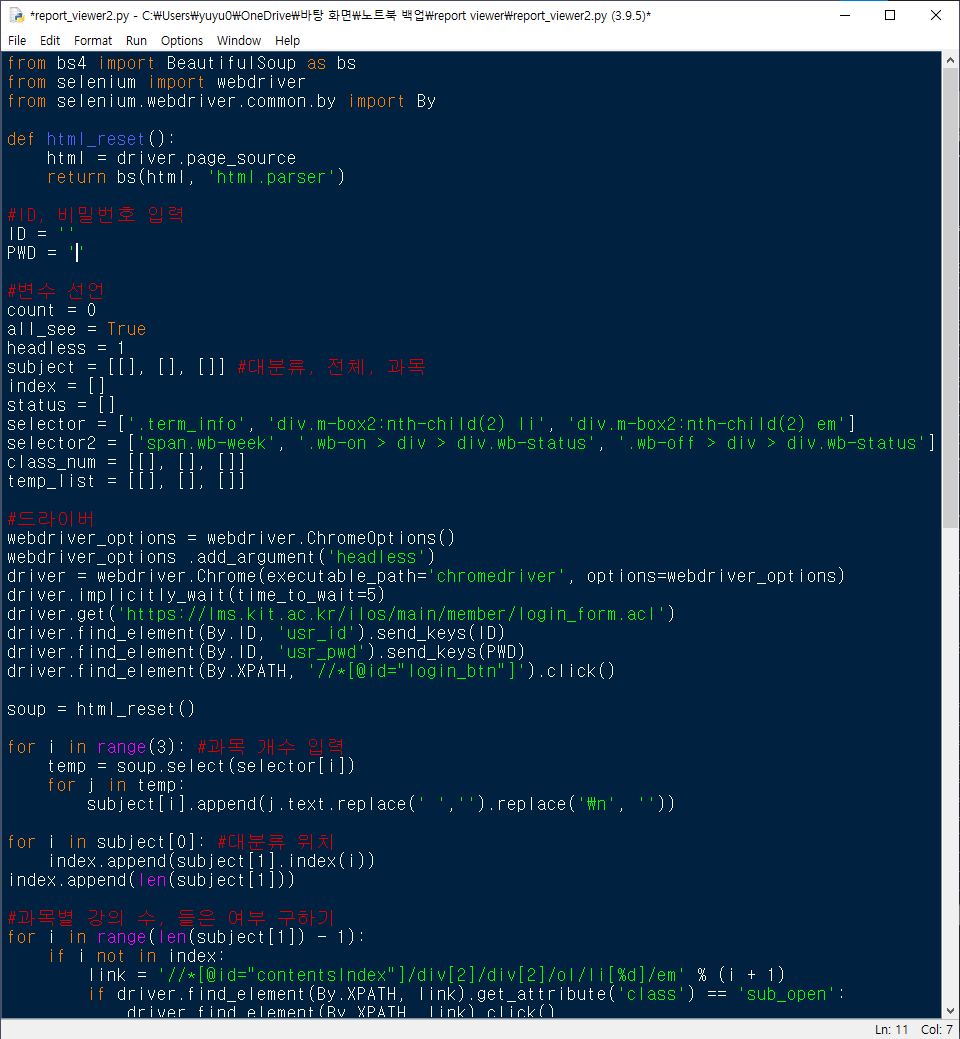 *report_viewer2.py - C:₩Users₩yuyu0₩OneDrive₩바탕 화면₩노트북 백업₩report viewer₩report_viewer2.py (3.9.5)*
File Edit Format Run Options Window Help
from bs4 import BeautifulSoup as bs
from selenium import webdriver
from selenium.webdriver.common.by import By
def html_reset():
    html = driver.page_source
    return bs(html, 'html.parser')
#ID, 비밀번호 입력
ID = ''
PWD = ''
#변수 선언
count = 0
all_see = True
headless = 1
subject = [[], [], []] #대분류, 전체, 과목
index = []
status = []
selector = ['.term_info', 'div.m-box2:nth-child(2) li', 'div.m-box2:nth-child(2) em']
selector2 = ['span.wb-week', '.wb-on > div > div.wb-status', '.wb-off > div > div.wb-status']
class_num = [[], [], []]
temp_list = [[], [], []]
#드라이버
webdriver_options = webdriver.ChromeOptions()
webdriver_options .add_argument('headless')
driver = webdriver.Chrome(executable_path='chromedriver', options=webdriver_options)
driver.implicitly_wait(time_to_wait=5)
driver.get('https://lms.kit.ac.kr/ilos/main/member/login_form.acl')
driver.find_element(By.ID, 'usr_id').send_keys(ID)
driver.find_element(By.ID, 'usr_pwd').send_keys(PWD)
driver.find_element(By.XPATH, '//*[@id="login_btn"]').click()
soup = html_reset()
for i in range(3): #과목 개수 입력
    temp = soup.select(selector[i])
    for j in temp:
        subject[i].append(j.text.replace(' ','').replace('₩n', ''))
for i in subject[0]: #대분류 위치
    index.append(subject[1].index(i))
index.append(len(subject[1]))
#과목별 강의 수, 들은 여부 구하기
for i in range(len(subject[1]) - 1):
    if i not in index:
        link = '//*[@id="contentsIndex"]/div[2]/div[2]/ol/li[%d]/em' % (i + 1)
        if driver.find_element(By.XPATH, link).get_attribute('class') == 'sub_open':
            driver.find_element(By.XPATH, link).click()
Ln: 11 Col: 7